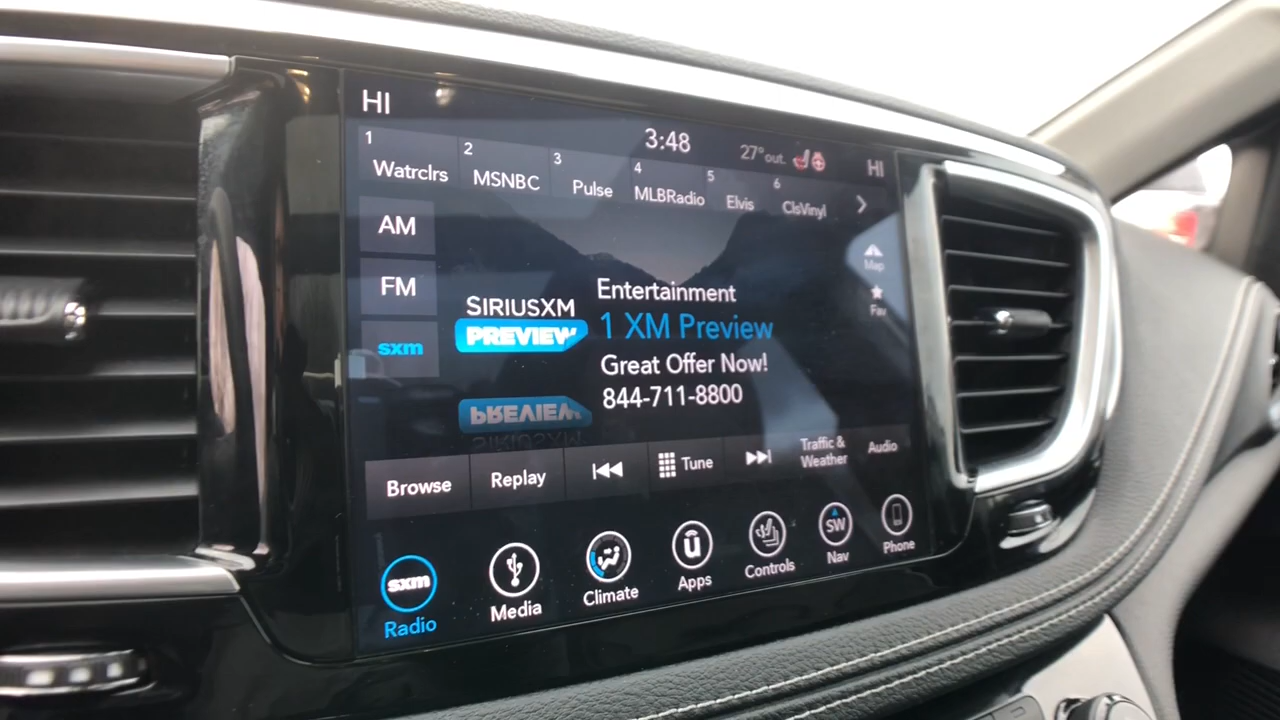 HI
3:48
27° out.
HI
1
Watrclrs
2
MSNBC
3
Pulse
4
MLBRadio
5
Elvis
6
ClsVinyl
AM
FM
sxm
SIRIUSXM
PREVIEW
Entertainment
1 XM Preview
Great Offer Now!
844-711-8800
Map
Fav
PREVIEW
SIRIUSXM
Browse
Replay
Tune
Traffic &
Weather
Audio
sxm
Radio
Media
Climate
u
Apps
Controls
SW
Nav
Phone